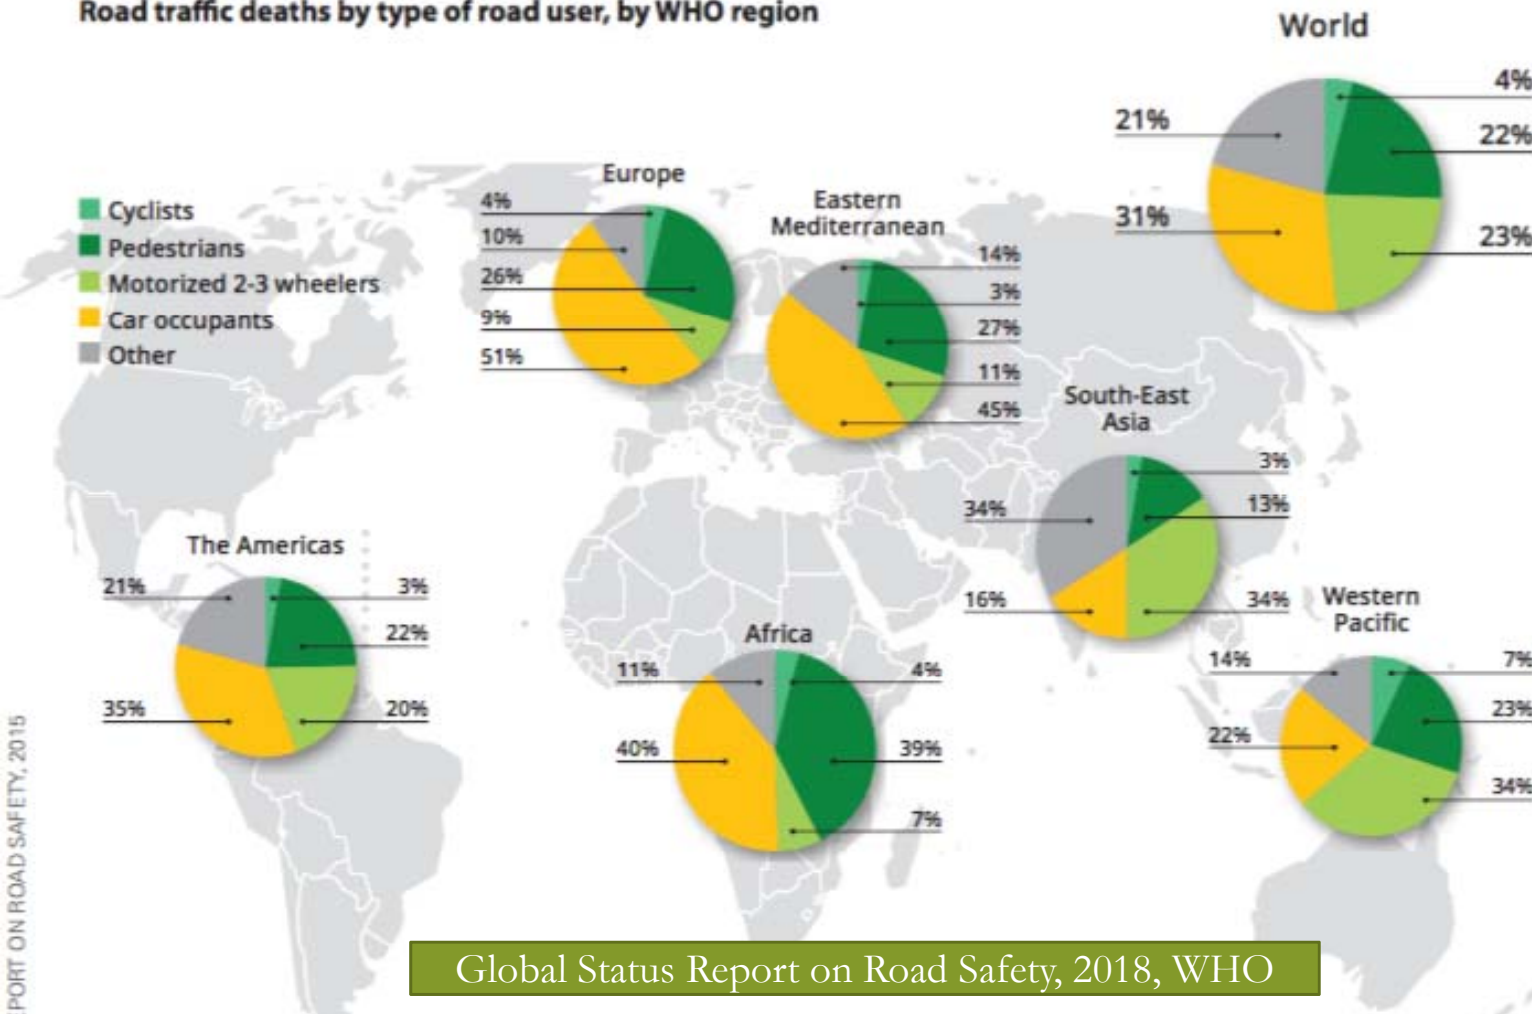 Road traffic deaths by type of road user, by WHO region
World
4%
21%
22%
31%
23%
Cyclists
Pedestrians
Motorized 2-3 wheelers
Car occupants
Other
Europe
4%
10%
26%
9%
51%
Eastern
Mediterranean
14%
3%
27%
11%
45%
South-East
Asia
3%
34%
13%
16%
34%
The Americas
21%
3%
22%
35%
20%
Africa
11%
4%
40%
39%
7%
Western
Pacific
14%
7%
23%
22%
34%
PORT ON ROAD SAFETY, 2015
Global Status Report on Road Safety, 2018, WHO